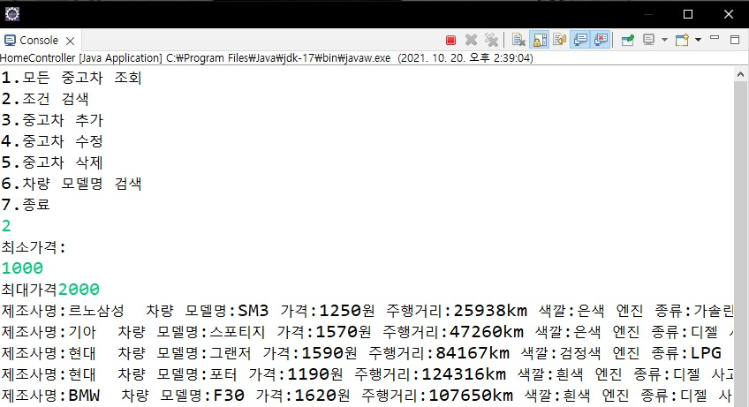 Console
HomeController [Java Application] C:₩Program Files₩Java₩jdk-17₩bin₩javaw.exe (2021. 10. 20. 오후 2:39:04)
1.모든 중고차 조회
2.조건 검색
3.중고차 추가
4.중고차 수정
5.중고차 삭제
6.차량 모델명 검색
7.종료
2
최소가격:
1000
최대가격2000
제조사명:르노삼성 차량 모델명:SM3 가격:1250원 주행거리:25938km 색깔:은색 엔진 종류:가솔린
제조사명:기아 차량 모델명:스포티지 가격:1570원 주행거리:47260km 색깔:은색 엔진 종류:디젤
제조사명:현대 차량 모델명:그랜저 가격:1590원 주행거리:84167km 색깔:검정색 엔진 종류:LPG
제조사명:현대 차량 모델명:포터 가격:1190원 주행거리:124316km 색깔:흰색 엔진 종류:디젤 사고
제조사명:BMW 차량 모델명:F30 가격:1620원 주행거리:107650km 색깔:흰색 엔진 종류:디젤